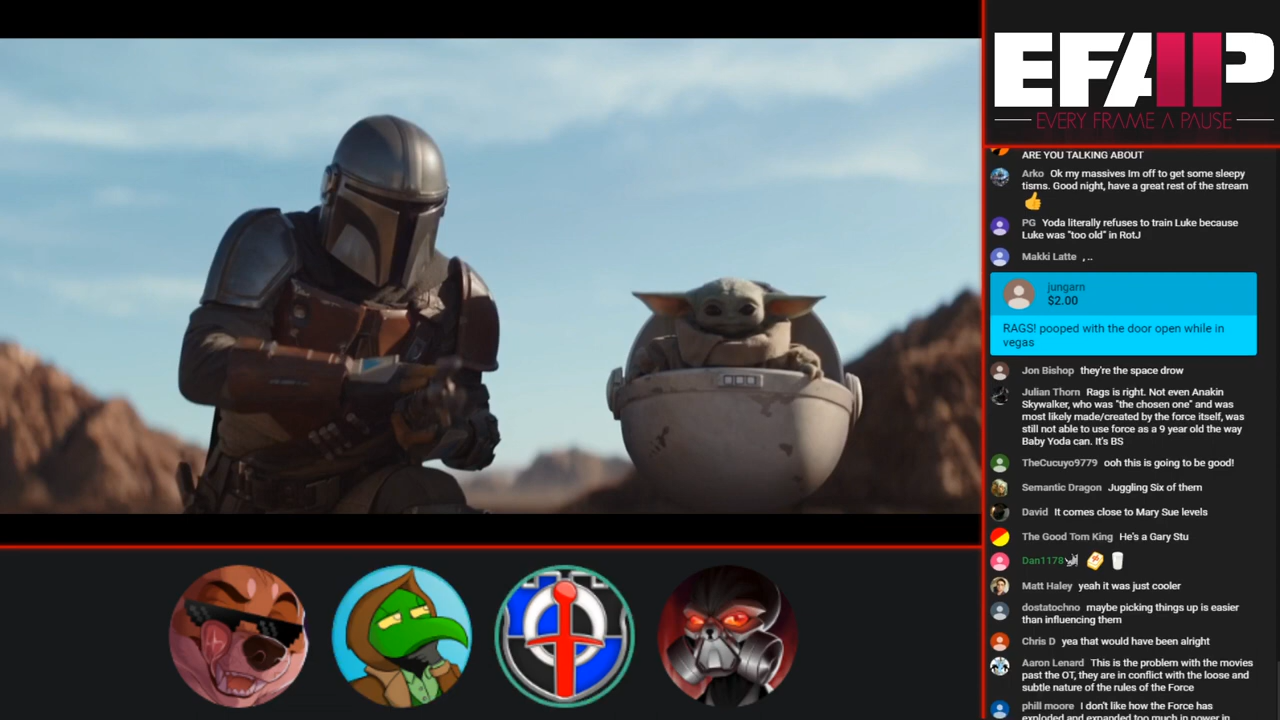 EFAP
EVERY FRAME A PAUSE
ARE YOU TALKING ABOUT
Arko Ok my massives Im off to get some sleepy
tisms. Good night, have a great rest of the stream
PG Yoda literally refuses to train Luke because
Luke was "too old" in RotJ
Makki Latte , ..
jungarn
$2.00
RAGS! pooped with the door open while in
vegas
Jon Bishop they're the space drow
Julian Thorn Rags is right. Not even Anakin
Skywalker, who was "the chosen one" and was
most likely made/created by the force itself, was
still not able to use force as a 9 year old the way
Baby Yoda can. It's BS
TheCucuyo9779 ooh this is going to be good!
Semantic Dragon Juggling Six of them
David It comes close to Mary Sue levels
The Good Tom King He's a Gary Stu
Dan1178
Matt Haley yeah it was just cooler
dostatochno maybe picking things up is easier
than influencing them
Chris D yea that would have been alright
Aaron Lenard This is the problem with the movies
past the OT, they are in conflict with the loose and
subtle nature of the rules of the Force
phill moore I don't like how the Force has
exploded and expanded too much in power in